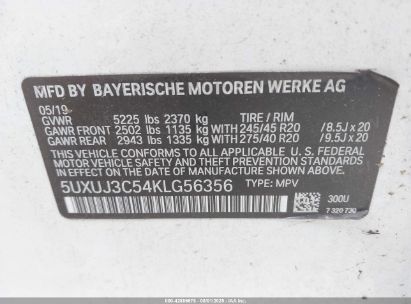 MFD BY BAYERISCHE MOTOREN WERKE AG
05/19
GVWR 5225 lbs 2370 kg TIRE / RIM
GAWR FRONT 2502 lbs 1135 kg 245/45 R20 /8.5J x 20
GAWR REAR 2943 lbs 1335 kg 275/40 R20 /9.5J x 20
THIS VEHICLE CONFORMS TO ALL APPLICABLE FEDERAL MOTOR VEHICLE SAFETY,
BUMPER, AND THEFT PREVENTION STANDARDS IN EFFECT ON THE DATE OF MANUFACTURE SHOWN ABOVE.
5UXUJ3C54KLG56356 TYPE: MPV 300U
7 320 730